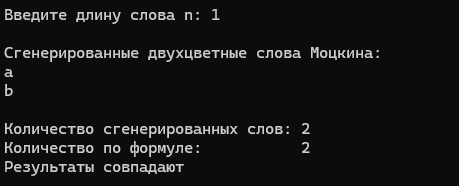 Введите длину слова n: 1
Сгенерированные двухцветные слова Моцкина:
a
b
Количество сгенерированных слов: 2
Количество по формуле:           2
Результаты совпадают